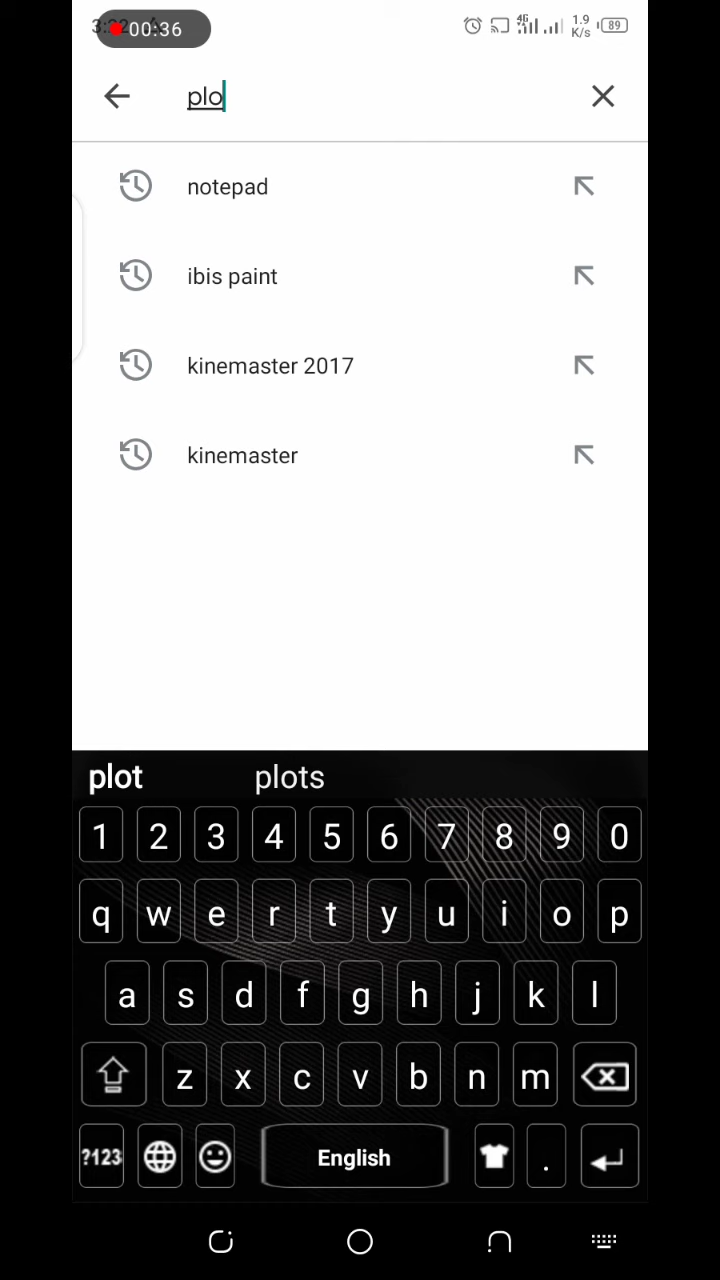 00:36
4G
1.9
K/s
89
plo
notepad
ibis paint
kinemaster 2017
kinemaster
plot plots
1 2 3 4 5 6 7 8 9 0
q w e r t y u i o p
a s d f g h j k l
z x c v b n m
?123 English .